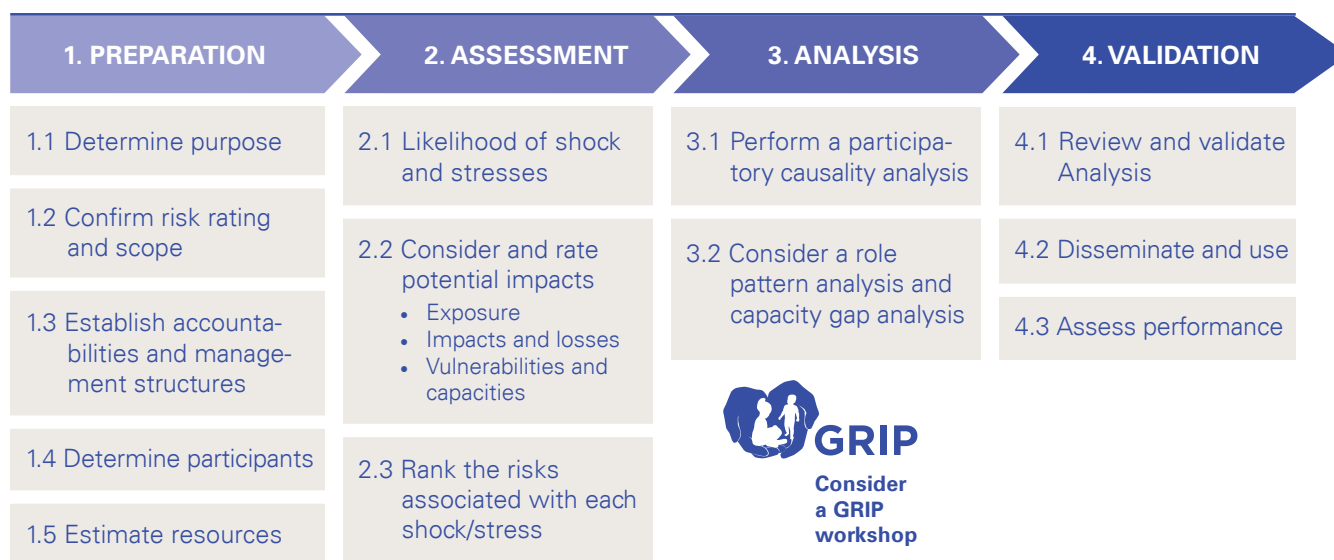 1. PREPARATION
1.1 Determine purpose
1.2 Confirm risk rating
and scope
1.3 Establish accounta-
bilities and manage-
ment structures
1.4 Determine participants
1.5 Estimate resources
2. ASSESSMENT
2.1 Likelihood of shock
and stresses
2.2 Consider and rate
potential impacts
• Exposure
• Impacts and losses
• Vulnerabilities and
capacities
2.3 Rank the risks
associated with each
shock/stress
3. ANALYSIS
3.1 Perform a participa-
tory causality analysis
3.2 Consider a role
pattern analysis and
capacity gap analysis
GRIP
Consider
a GRIP
workshop
4. VALIDATION
4.1 Review and validate
Analysis
4.2 Disseminate and use
4.3 Assess performance